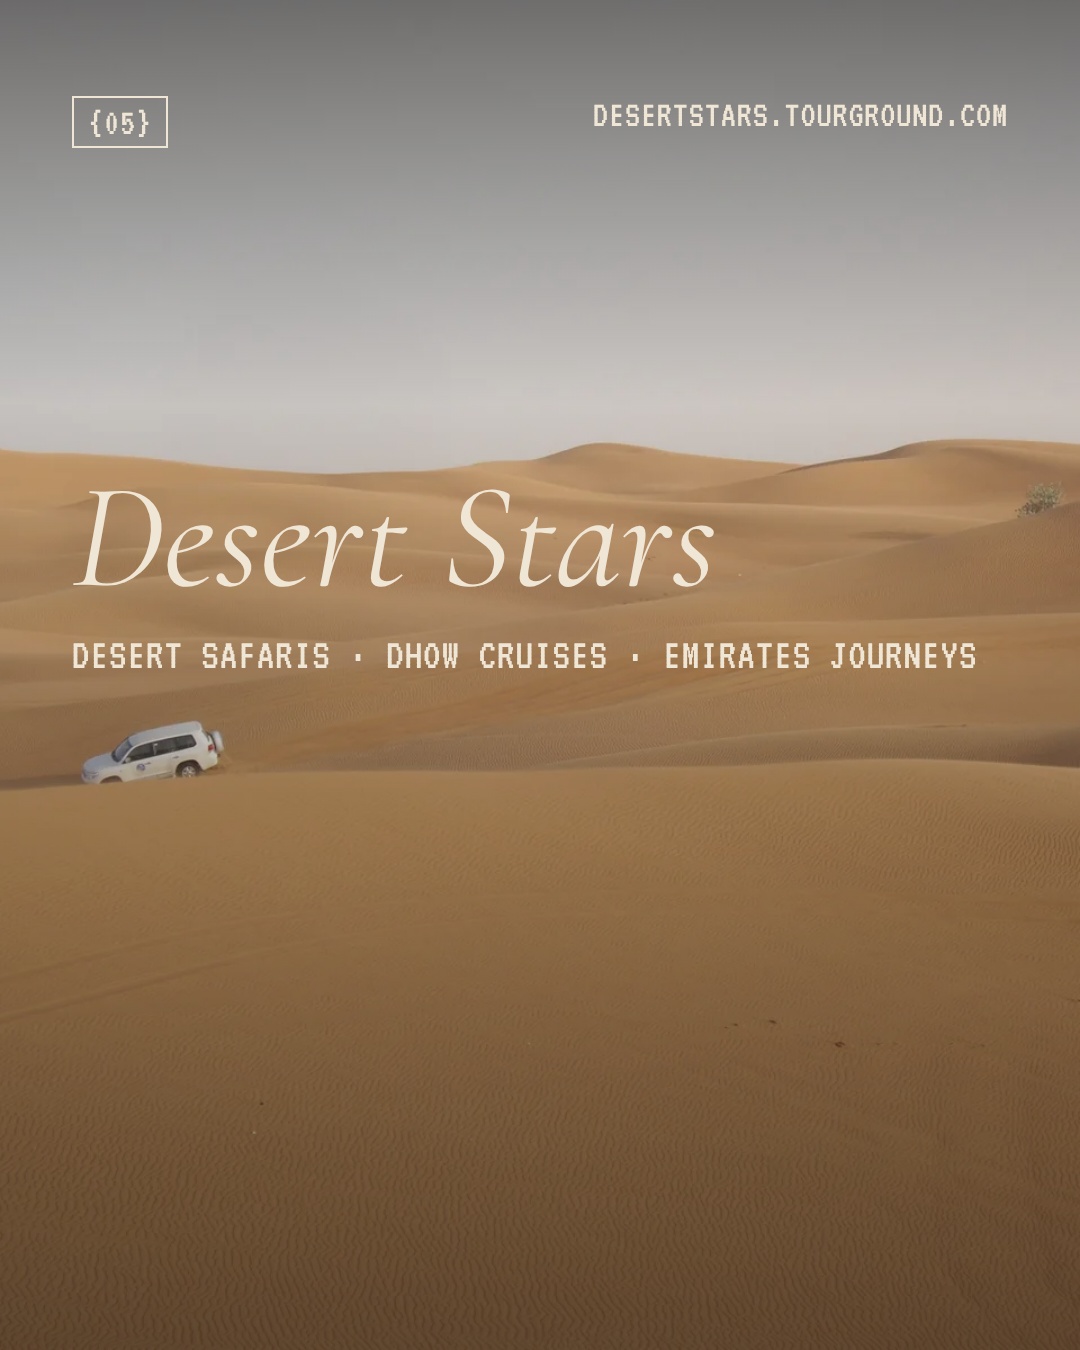 {05}
DESERTSTARS.TOURGROUND.COM
Desert Stars
DESERT SAFARIS · DHOW CRUISES · EMIRATES JOURNEYS